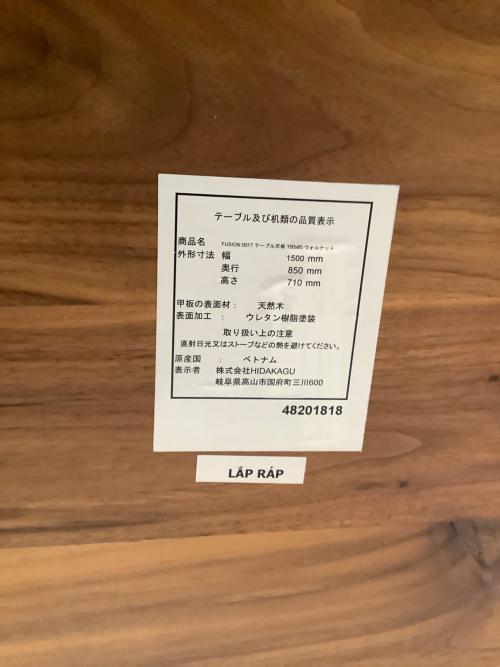 テーブル及び机類の品質表示
商品名 FUSION 0017 テーブル天板 150x85 ウォルナット
外形寸法 幅 1500 mm
奥行 850 mm
高さ 710 mm
甲板の表面材： 天然木
表面加工 ： ウレタン樹脂塗装
取り扱い上の注意
直射日光又はストーブなどの熱を避けてください。
原産国 ： ベトナム
表示者 株式会社HIDAKAGU
岐阜県高山市国府町三川600
48201818
LẮP RÁP